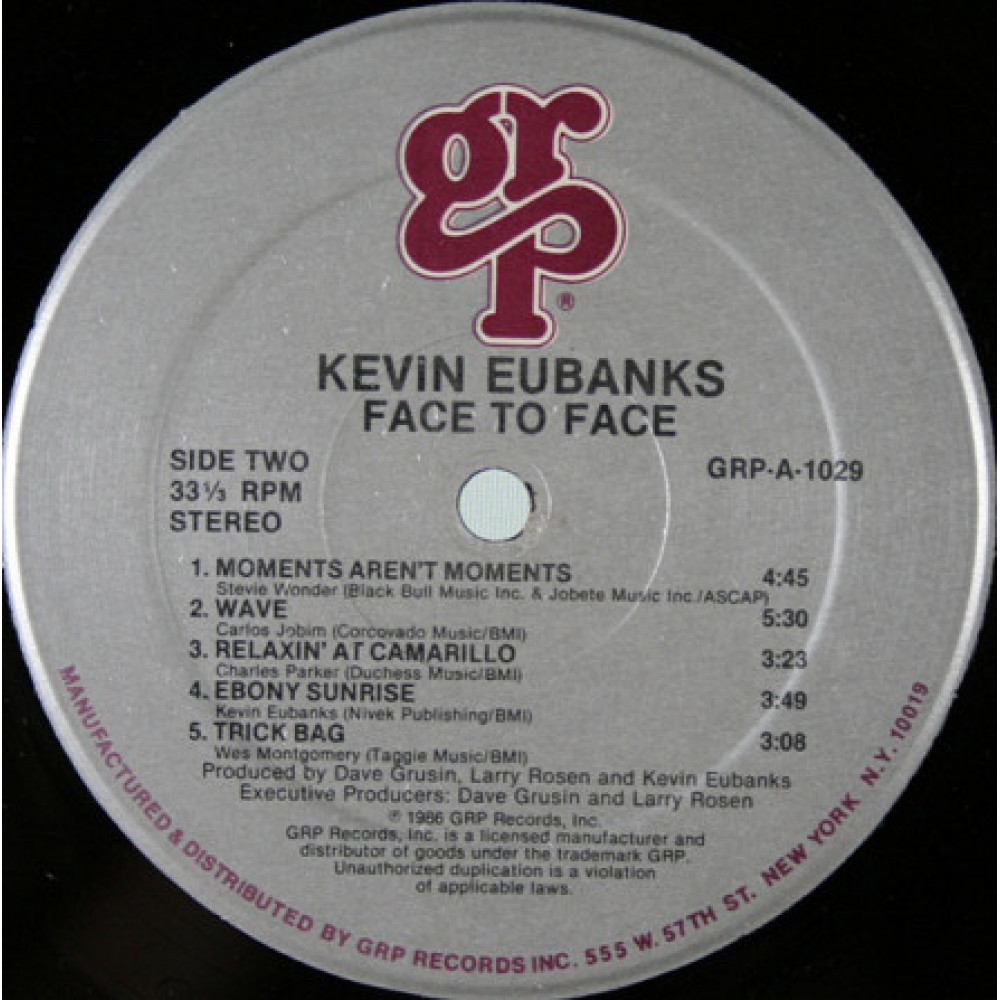 grp®
KEViN EUBANKS
FACE TO FACE
SIDE TWO
33⅓ RPM
STEREO
GRP-A-1029
1. MOMENTS AREN'T MOMENTS 4:45
Stevie Wonder (Black Bull Music Inc. & Jobete Music Inc./ASCAP)
2. WAVE 5:30
Carlos Jobim (Corcovado Music/BMI)
3. RELAXIN' AT CAMARILLO 3:23
Charles Parker (Duchess Music/BMI)
4. EBONY SUNRISE 3:49
Kevin Eubanks (Nivek Publishing/BMI)
5. TRICK BAG 3:08
Wes Montgomery (Taggie Music/BMI)
Produced by Dave Grusin, Larry Rosen and Kevin Eubanks
Executive Producers: Dave Grusin and Larry Rosen
℗ 1986 GRP Records, Inc.
GRP Records, Inc. is a licensed manufacturer and
distributor of goods under the trademark GRP.
Unauthorized duplication is a violation
of applicable laws.
MANUFACTURED & DISTRIBUTED BY GRP RECORDS INC. 555 W. 57TH ST. NEW YORK N.Y. 10019